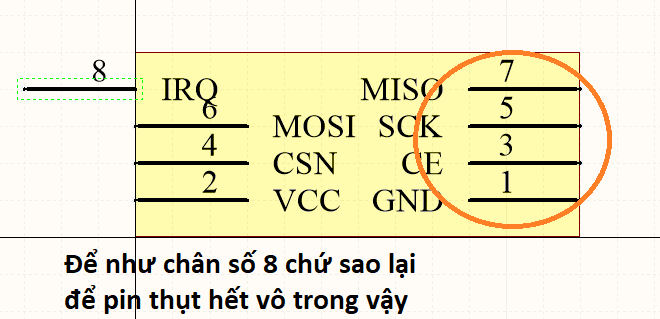 8 7
IRQ MISO
6 5
MOSI SCK
4 3
CSN CE
2 1
VCC GND
Để như chân số 8 chứ sao lại
để pin thụt hết vô trong vậy